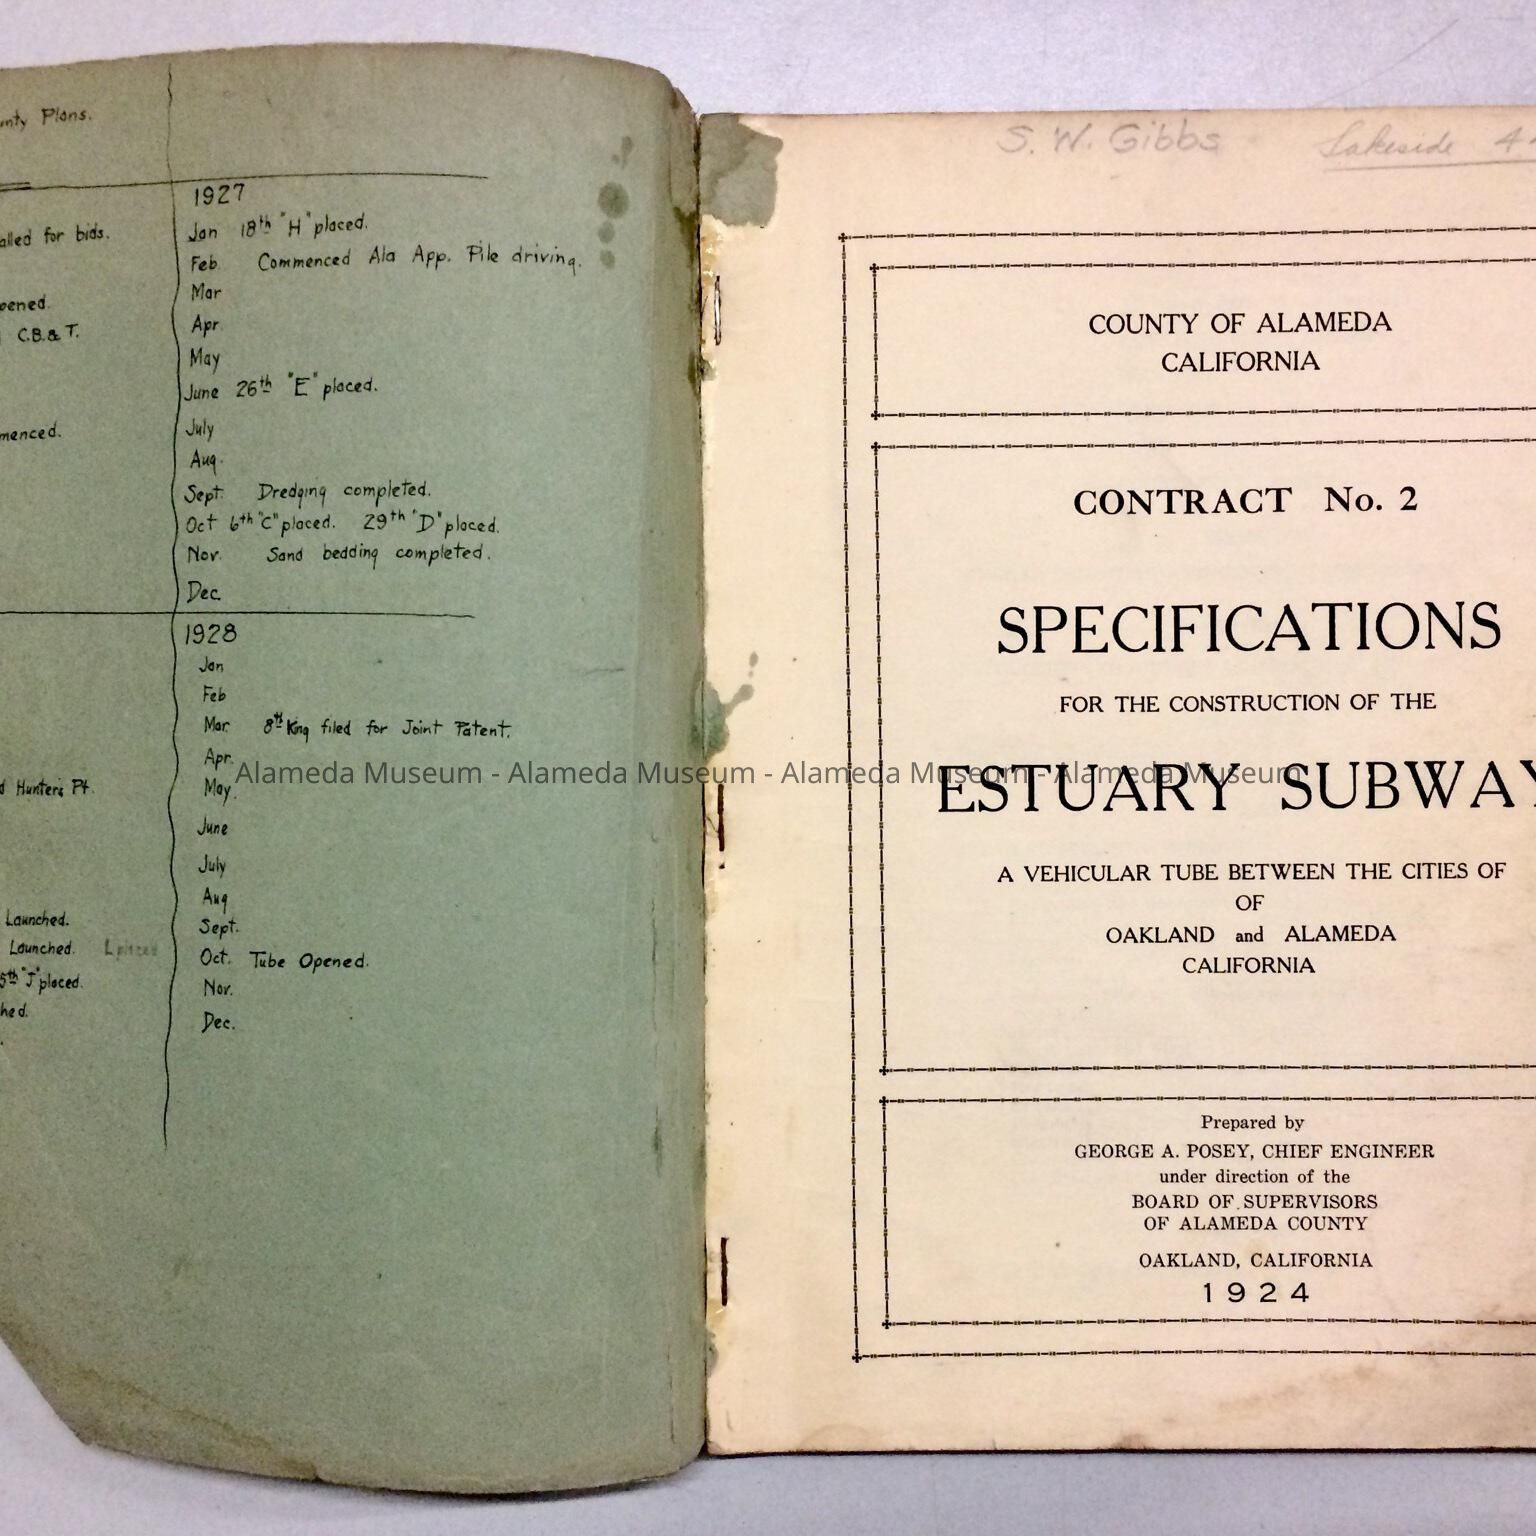 unty Plans.
alled for bids.
pened.
C.B.& T.
menced.
d Hunter's Pt.
Launched.
Launched.
5th "J" placed.
hed.
1927
Jan 18th "H" placed.
Feb. Commenced Ala App. Pile driving.
Mar
Apr.
May
June 26th "E" placed.
July
Aug.
Sept. Dredging completed.
Oct 6th "C" placed. 29th "D" placed.
Nov. Sand bedding completed.
Dec.
1928
Jan
Feb
Mar. 8th King filed for Joint Patent.
Apr.
May.
June
July
Aug
Sept.
Oct. Tube Opened.
Nov.
Dec.
S. W. Gibbs Lakeside
COUNTY OF ALAMEDA
CALIFORNIA
CONTRACT No. 2
SPECIFICATIONS
FOR THE CONSTRUCTION OF THE
ESTUARY SUBWAY
A VEHICULAR TUBE BETWEEN THE CITIES OF
OF
OAKLAND and ALAMEDA
CALIFORNIA
Prepared by
GEORGE A. POSEY, CHIEF ENGINEER
under direction of the
BOARD OF SUPERVISORS
OF ALAMEDA COUNTY
OAKLAND, CALIFORNIA
1924
Alameda Museum - Alameda Museum - Alameda Museum - Alameda Museum